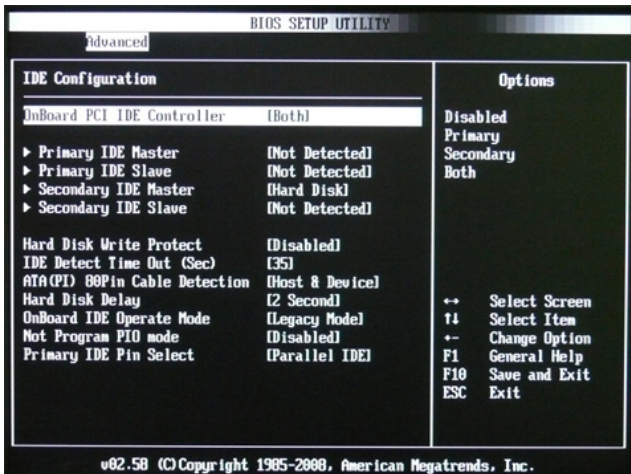 BIOS SETUP UTILITY
Advanced
IDE Configuration
OnBoard PCI IDE Controller [Both]
▶ Primary IDE Master [Not Detected]
▶ Primary IDE Slave [Not Detected]
▶ Secondary IDE Master [Hard Disk]
▶ Secondary IDE Slave [Not Detected]
Hard Disk Write Protect [Disabled]
IDE Detect Time Out (Sec) [35]
ATA(PI) 80Pin Cable Detection [Host & Device]
Hard Disk Delay [2 Second]
OnBoard IDE Operate Mode [Legacy Mode]
Not Program PIO mode [Disabled]
Primary IDE Pin Select [Parallel IDE]
Options
Disabled
Primary
Secondary
Both
↔ Select Screen
↑↓ Select Item
+- Change Option
F1 General Help
F10 Save and Exit
ESC Exit
v02.58 (C)Copyright 1985-2008, American Megatrends, Inc.